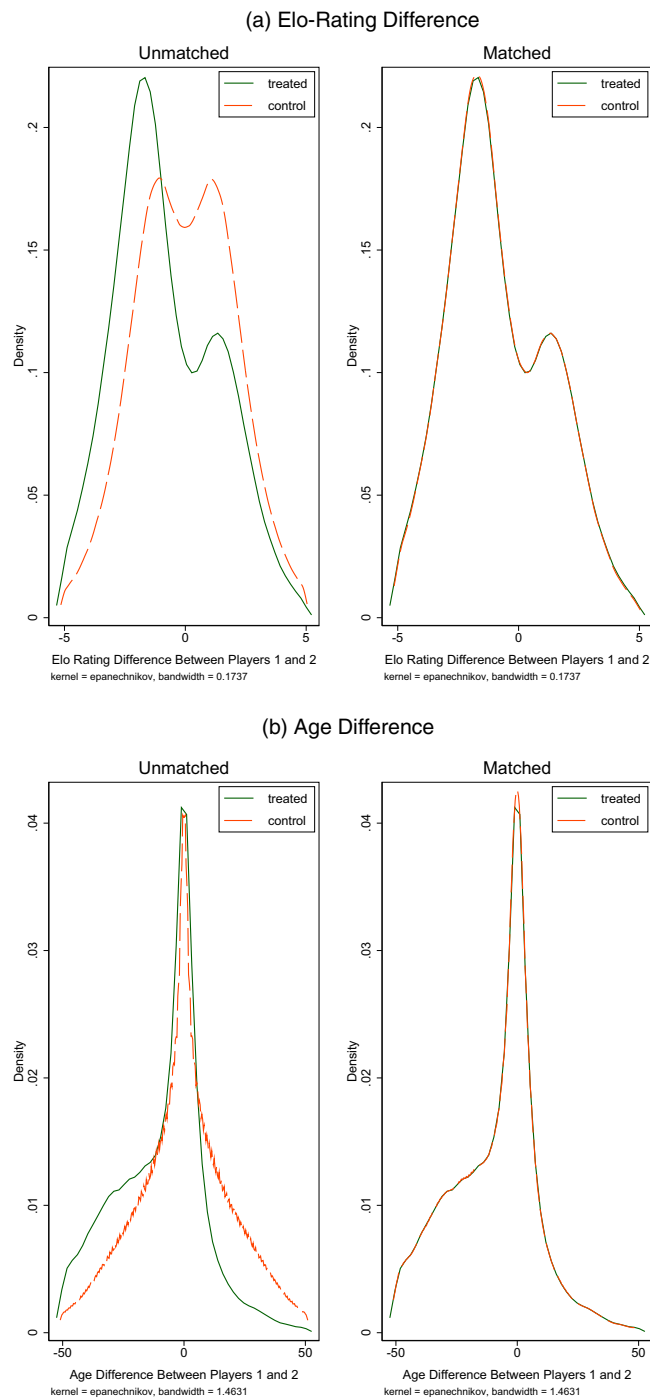 (a) Elo-Rating Difference
Unmatched
Matched
treated
control
treated
control
Density
.2
.15
.1
.05
0
-5
0
5
Elo Rating Difference Between Players 1 and 2
kernel = epanechnikov, bandwidth = 0.1737
Density
.2
.15
.1
.05
0
-5
0
5
Elo Rating Difference Between Players 1 and 2
kernel = epanechnikov, bandwidth = 0.1737
(b) Age Difference
Unmatched
Matched
treated
control
treated
control
Density
.04
.03
.02
.01
0
-50
0
50
Age Difference Between Players 1 and 2
kernel = epanechnikov, bandwidth = 1.4631
Density
.04
.03
.02
.01
0
-50
0
50
Age Difference Between Players 1 and 2
kernel = epanechnikov, bandwidth = 1.4631